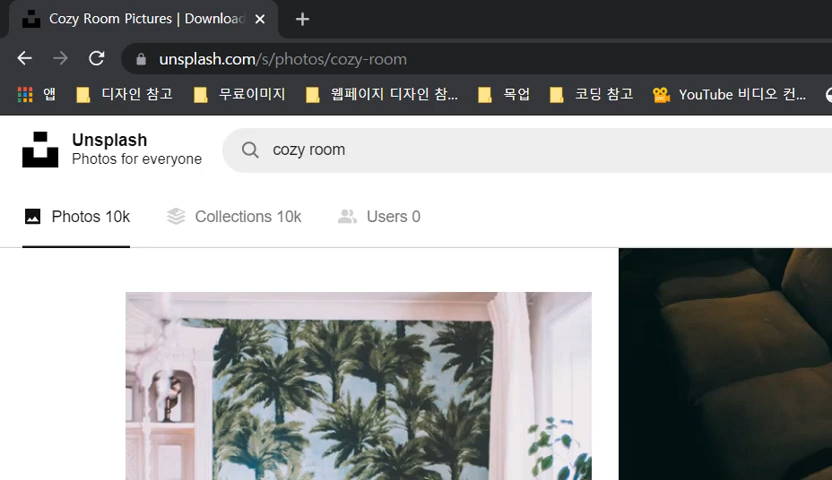 Cozy Room Pictures | Download
unsplash.com/s/photos/cozy-room
앱 디자인 참고 무료이미지 웹페이지 디자인 참... 목업 코딩 참고 YouTube 비디오 컨...
Unsplash
Photos for everyone
cozy room
Photos 10k Collections 10k Users 0